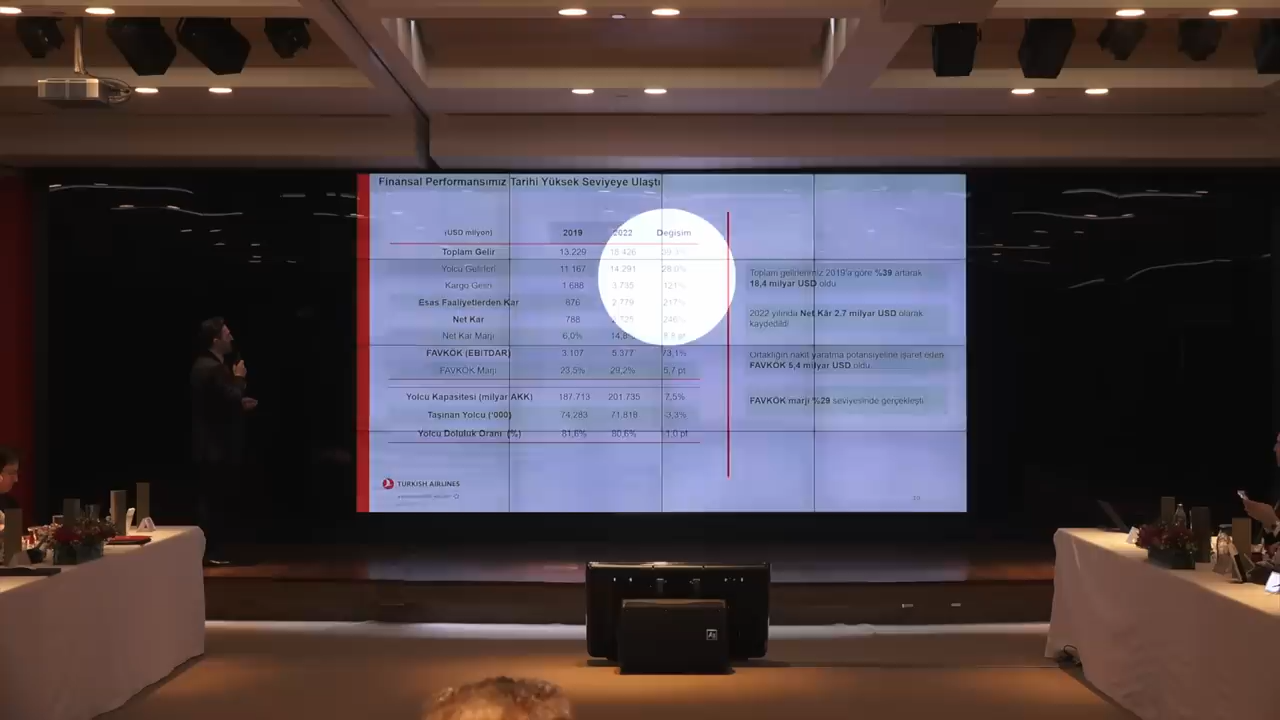 Finansal Performansımız Tarihi Yüksek Seviyeye Ulaştı
(USD milyon) 2019 2022 Değişim
Toplam Gelir 13.229 18.426
Yolcu Gelirleri 11 167 14.291
Kargo Geliri 1 688 3.735 121%
Esas Faaliyetlerden Kar 876 2.779 217%
Net Kar 788
Net Kar Marjı 6,0%
FAVKÖK (EBITDAR) 3.107 5.377 73,1%
FAVKÖK Marjı 23.5% 29,2% 5,7 pt
Yolcu Kapasitesi (milyar AKK) 187.713 201.735 7,5%
Taşınan Yolcu ('000) 74,283 71.818 -3,3%
Yolcu Doluluk Oranı (%) 81,6% 80,6% -1,0 pt
Toplam gelirlerimiz 2019'a göre %39 artarak
18,4 milyar USD oldu
2022 yılında Net Kâr 2.7 milyar USD olarak
kaydedildi
Ortaklığın nakit yaratma potansiyeline işaret eden
FAVKÖK 5,4 milyar USD oldu
FAVKÖK marjı %29 seviyesinde gerçekleşti
TURKISH AIRLINES